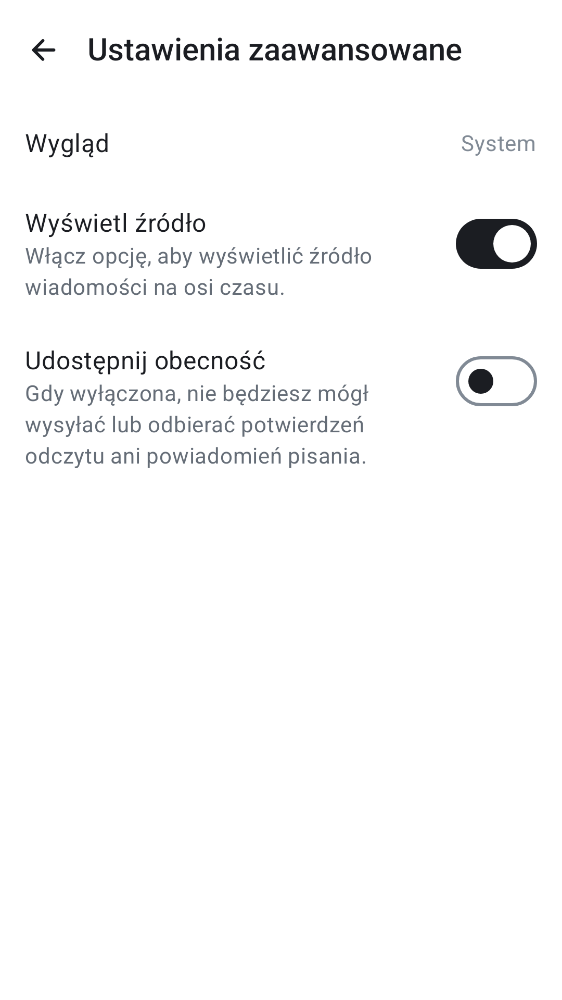 Ustawienia zaawansowane
Wygląd
System
Wyświetl źródło
Włącz opcję, aby wyświetlić źródło
wiadomości na osi czasu.
Udostępnij obecność
Gdy wyłączona, nie będziesz mógł
wysyłać lub odbierać potwierdzeń
odczytu ani powiadomień pisania.